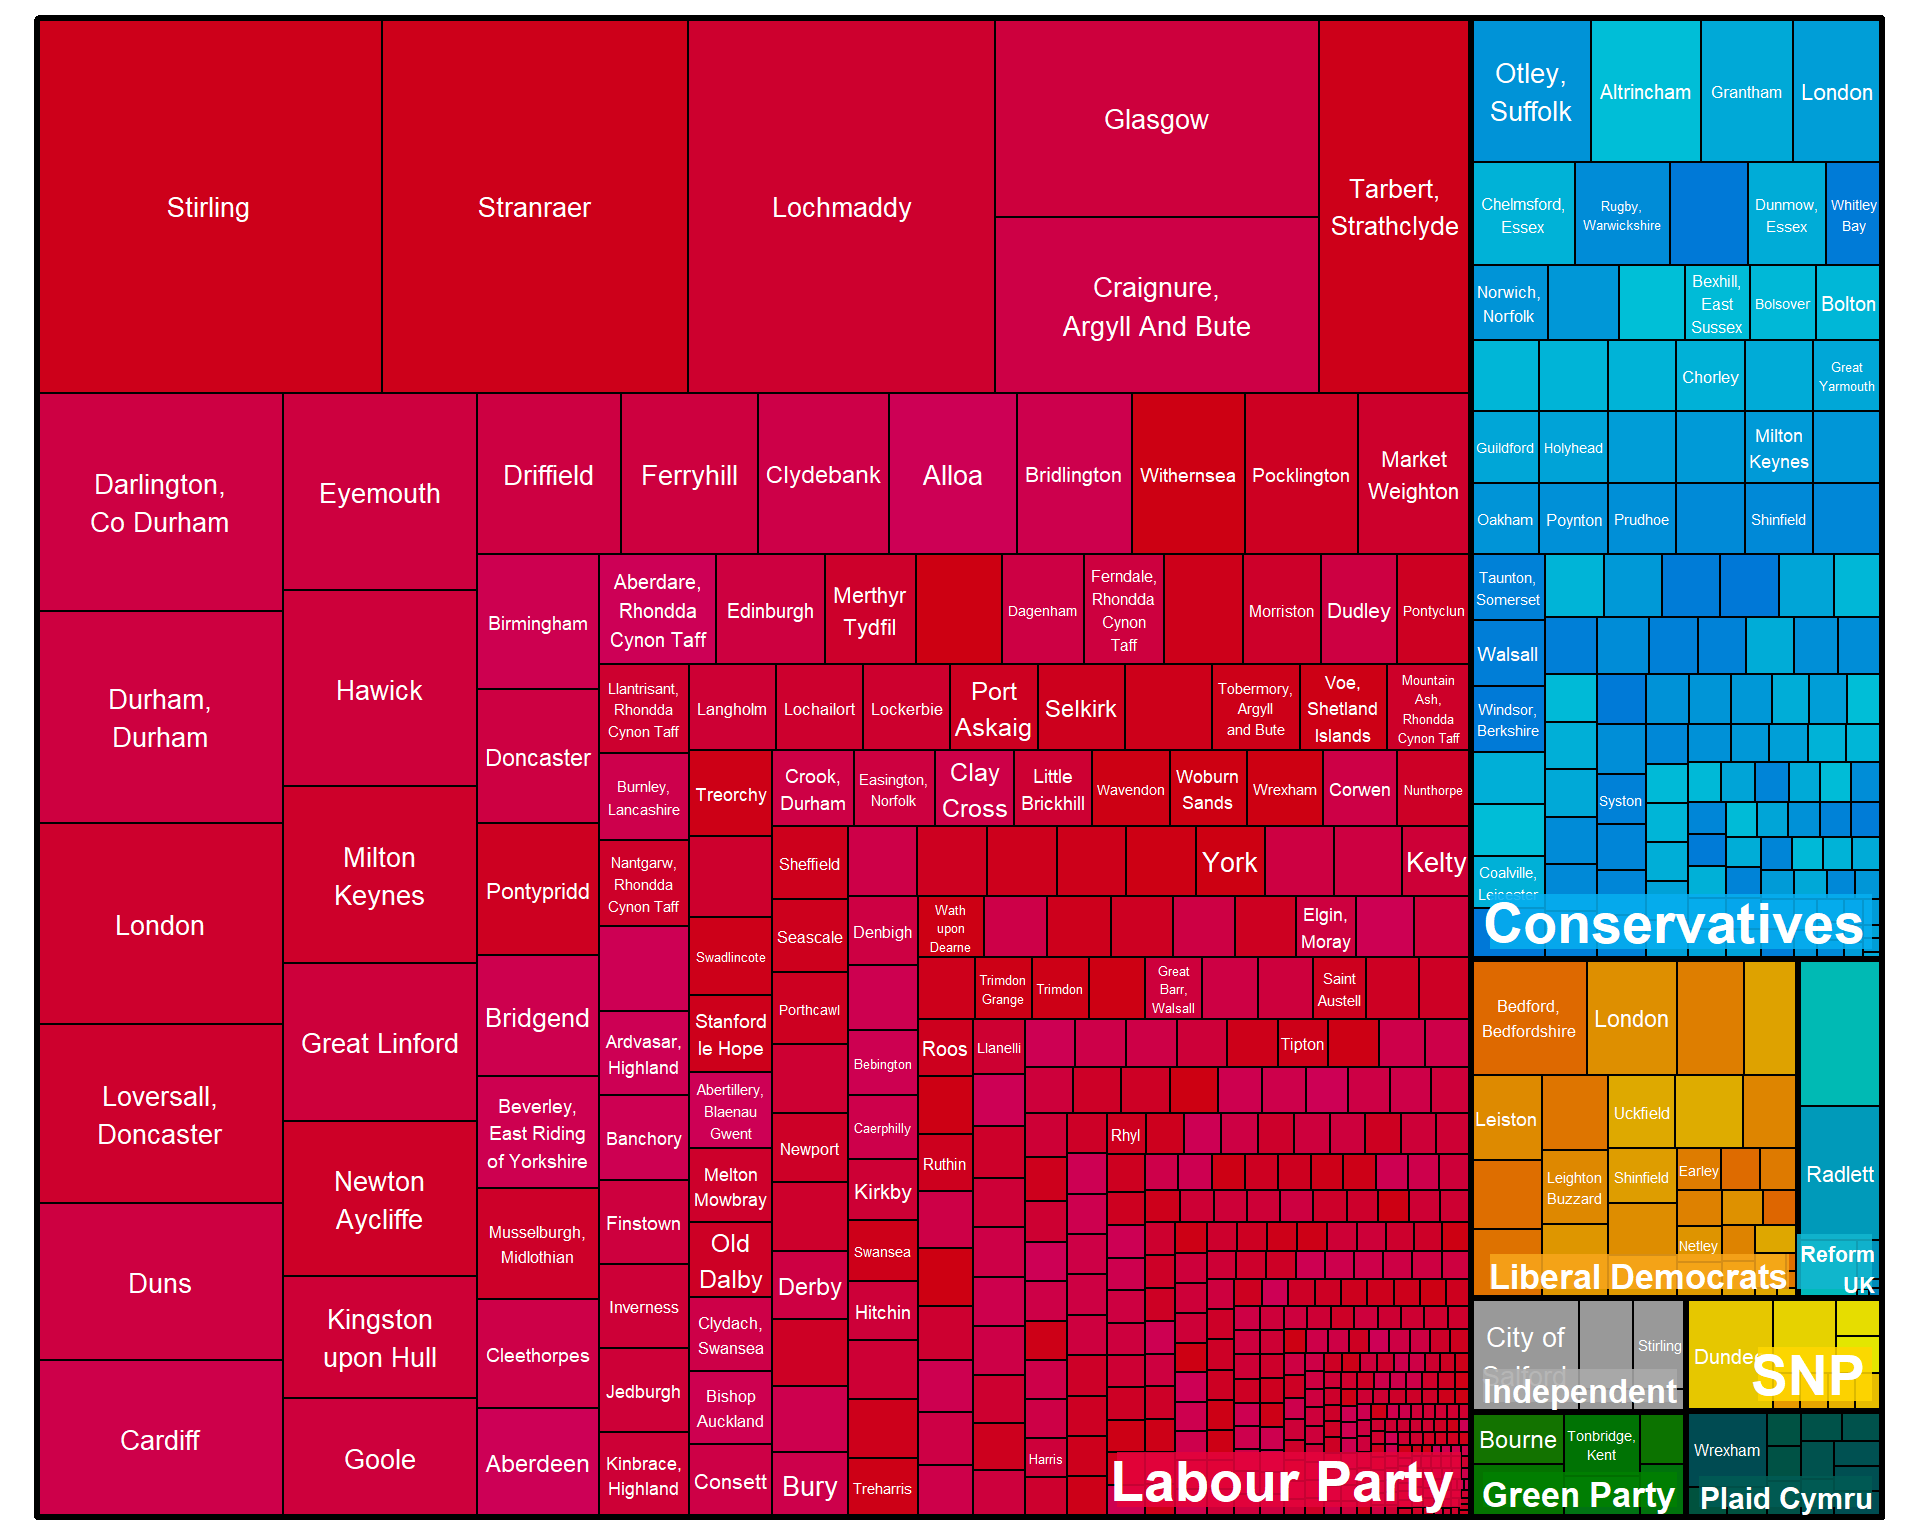 Stirling
Stranraer
Lochmaddy
Glasgow
Craignure,
Argyll And Bute
Tarbert,
Strathclyde
Darlington,
Co Durham
Durham,
Durham
London
Loversall,
Doncaster
Duns
Cardiff
Eyemouth
Hawick
Milton
Keynes
Great Linford
Newton
Aycliffe
Kingston
upon Hull
Goole
Driffield
Ferryhill
Clydebank
Alloa
Bridlington
Withernsea
Pocklington
Market
Weighton
Birmingham
Doncaster
Pontypridd
Bridgend
Beverley,
East Riding
of Yorkshire
Musselburgh,
Midlothian
Cleethorpes
Aberdeen
Aberdare,
Rhondda
Cynon Taff
Edinburgh
Merthyr
Tydfil
Dagenham
Ferndale,
Rhondda
Cynon
Taff
Morriston
Dudley
Pontyclun
Llantrisant,
Rhondda
Cynon Taff
Burnley,
Lancashire
Nantgarw,
Rhondda
Cynon Taff
Ardvasar,
Highland
Banchory
Finstown
Inverness
Jedburgh
Kinbrace,
Highland
Langholm
Lochailort
Lockerbie
Port
Askaig
Selkirk
Tobermory,
Argyll
and Bute
Voe,
Shetland
Islands
Mountain
Ash,
Rhondda
Cynon Taff
Treorchy
Swadlincote
Stanford
le Hope
Abertillery,
Blaenau
Gwent
Melton
Mowbray
Old
Dalby
Clydach,
Swansea
Bishop
Auckland
Consett
Crook,
Durham
Easington,
Norfolk
Clay
Cross
Little
Brickhill
Wavendon
Woburn
Sands
Wrexham
Corwen
Nunthorpe
Sheffield
Seascale
Porthcawl
Newport
Derby
Bury
York
Kelty
Denbigh
Bebington
Caerphilly
Kirkby
Swansea
Hitchin
Treharris
Wath
upon
Dearne
Elgin,
Moray
Trimdon
Grange
Trimdon
Great
Barr,
Walsall
Saint
Austell
Roos
Llanelli
Tipton
Ruthin
Rhyl
Harris
Labour Party
Otley,
Suffolk
Altrincham
Grantham
London
Chelmsford,
Essex
Rugby,
Warwickshire
Dunmow,
Essex
Whitley
Bay
Norwich,
Norfolk
Bexhill,
East
Sussex
Bolsover
Bolton
Chorley
Great
Yarmouth
Guildford
Holyhead
Milton
Keynes
Oakham
Poynton
Prudhoe
Shinfield
Taunton,
Somerset
Walsall
Windsor,
Berkshire
Syston
Coalville,
Leicester
Conservatives
Bedford,
Bedfordshire
London
Leiston
Uckfield
Leighton
Buzzard
Shinfield
Earley
Netley
Liberal Democrats
Radlett
Reform
UK
City of
Salford
Stirling
Independent
Dundee
SNP
Bourne
Tonbridge,
Kent
Green Party
Wrexham
Plaid Cymru